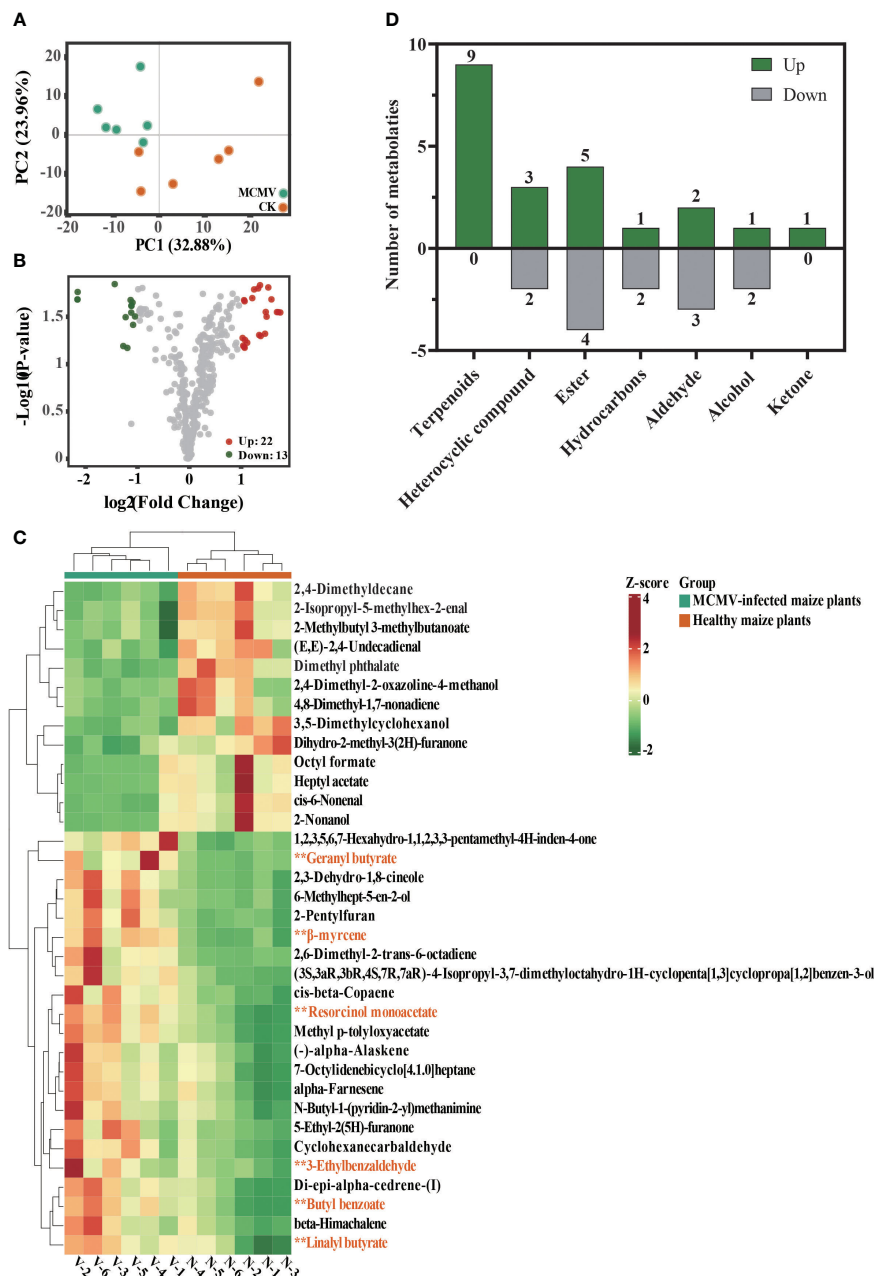 A
20
10
0
-10
-20
PC2 (23.96%)
MCMV
CK
-20
-10
0
10
20
PC1 (32.88%)
B
1.5
1
0.5
0
-Log10(P-value)
Up: 22
Down: 13
-2
-1
0
1
log2(Fold Change)
D
10
5
0
-5
Number of metabolaties
Up
Down
9
3
5
1
2
1
1
0
2
4
2
3
2
0
Terpenoids
Heterocyclic compound
Ester
Hydrocarbons
Aldehyde
Alcohol
Ketone
C
2,4-Dimethyldecane
2-Isopropyl-5-methylhex-2-enal
2-Methylbutyl 3-methylbutanoate
(E,E)-2,4-Undecadienal
Dimethyl phthalate
2,4-Dimethyl-2-oxazoline-4-methanol
4,8-Dimethyl-1,7-nonadiene
3,5-Dimethylcyclohexanol
Dihydro-2-methyl-3(2H)-furanone
Octyl formate
Heptyl acetate
cis-6-Nonenal
2-Nonanol
1,2,3,5,6,7-Hexahydro-1,1,2,3,3-pentamethyl-4H-inden-4-one
**Geranyl butyrate
2,3-Dehydro-1,8-cineole
6-Methylhept-5-en-2-ol
2-Pentylfuran
**β-myrcene
2,6-Dimethyl-2-trans-6-octadiene
(3S,3aR,3bR,4S,7R,7aR)-4-Isopropyl-3,7-dimethyloctahydro-1H-cyclopenta[1,3]cyclopropa[1,2]benzen-3-ol
cis-beta-Copaene
**Resorcinol monoacetate
Methyl p-tolyloxyacetate
(-)-alpha-Alaskene
7-Octylidenebicyclo[4.1.0]heptane
alpha-Farnesene
N-Butyl-1-(pyridin-2-yl)methanimine
5-Ethyl-2(5H)-furanone
Cyclohexanecarbaldehyde
**3-Ethylbenzaldehyde
Di-epi-alpha-cedrene-(I)
**Butyl benzoate
beta-Himachalene
**Linalyl butyrate
V-2
V-6
V-3
V-5
V-4
V-1
N-4
N-5
N-6
N-2
N-1
N-3
Z-score
4
2
0
-2
Group
MCMV-infected maize plants
Healthy maize plants